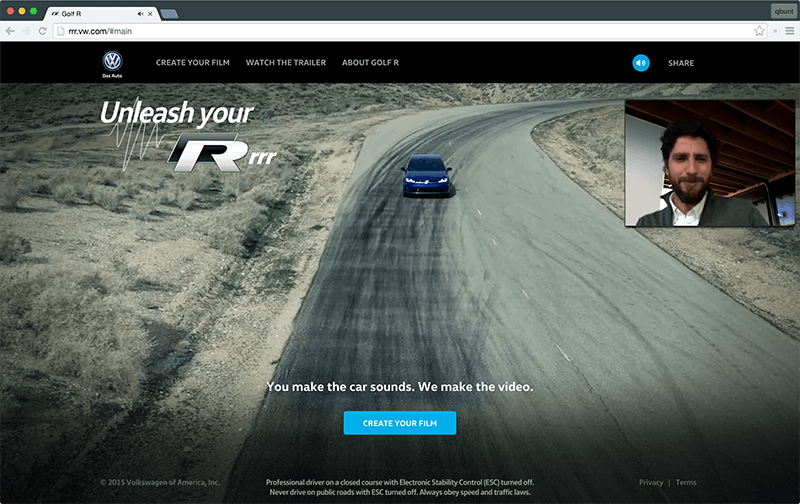 Golf R
qbunt
rrr.vw.com/#main
Das Auto
CREATE YOUR FILM WATCH THE TRAILER ABOUT GOLF R
SHARE
Unleash your
R rrr
You make the car sounds. We make the video.
CREATE YOUR FILM
© 2015 Volkswagen of America, Inc.
Professional driver on a closed course with Electronic Stability Control (ESC) turned off.
Never drive on public roads with ESC turned off. Always obey speed and traffic laws.
Privacy | Terms